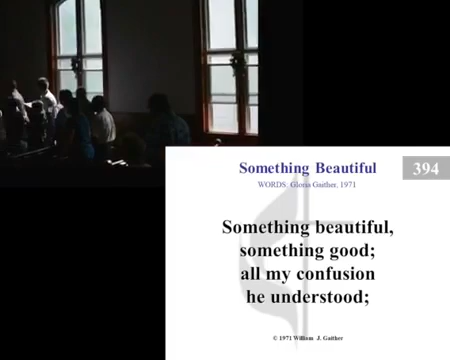 Something Beautiful
394
WORDS: Gloria Gaither, 1971
Something beautiful,
something good;
all my confusion
he understood;
© 1971 William J. Gaither